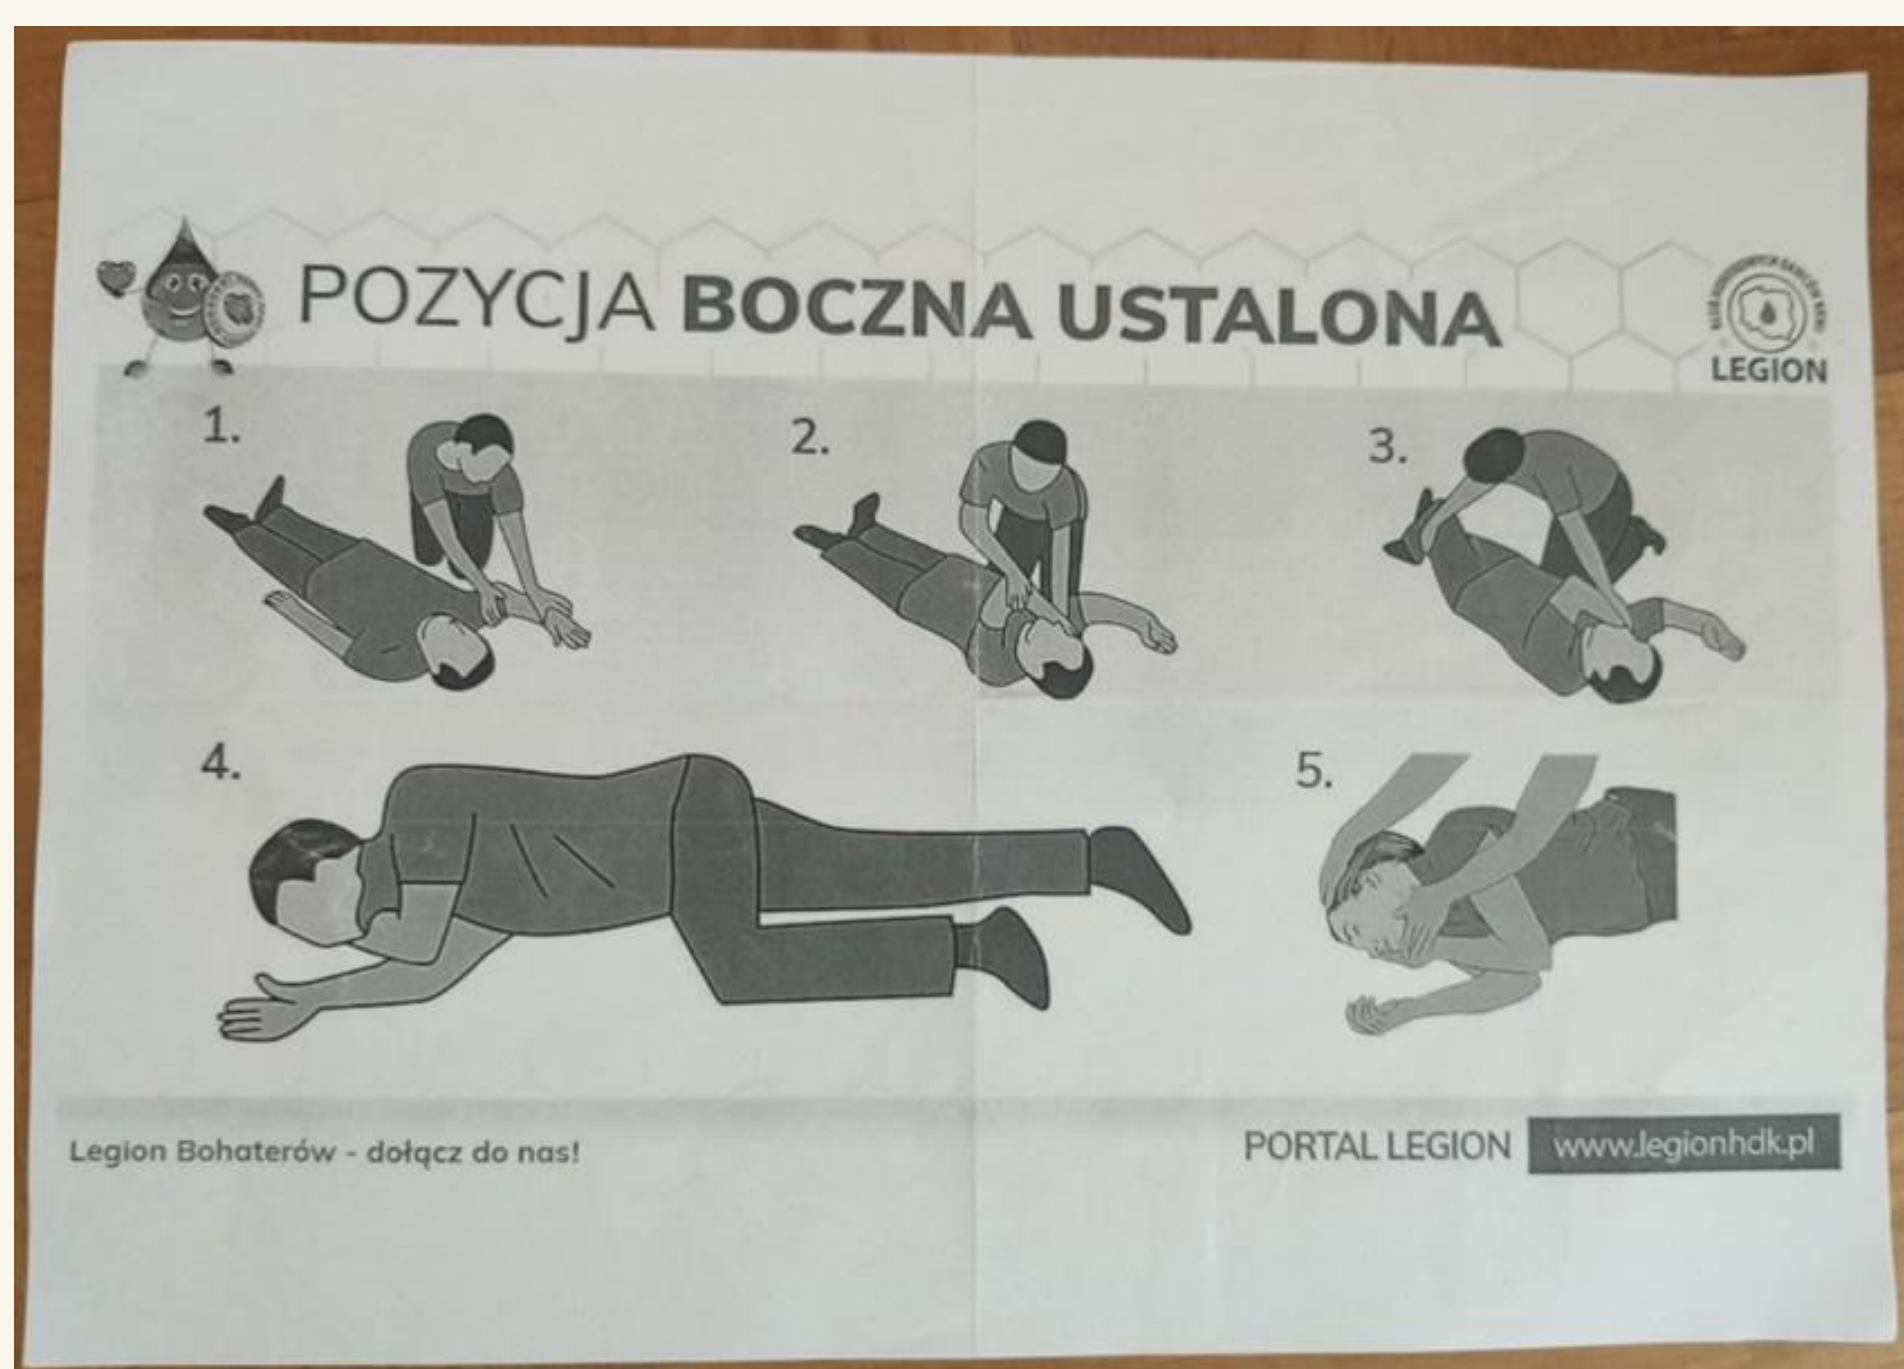 POZYCJA BOCZNA USTALONA
LEGION
1.
2.
3.
4.
5.
Legion Bohaterów - dołącz do nas!
PORTAL LEGION www.legionhdk.pl